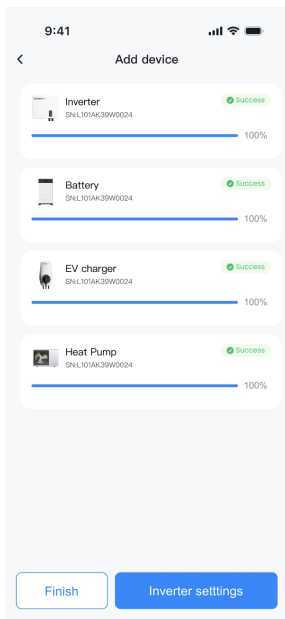 9:41
Add device
Inverter
Success
SN:L101AK39W0024
100%
Battery
Success
SN:L101AK39W0024
100%
EV charger
Success
SN:L101AK39W0024
100%
Heat Pump
Success
SN:L101AK39W0024
100%
Finish
Inverter setttings